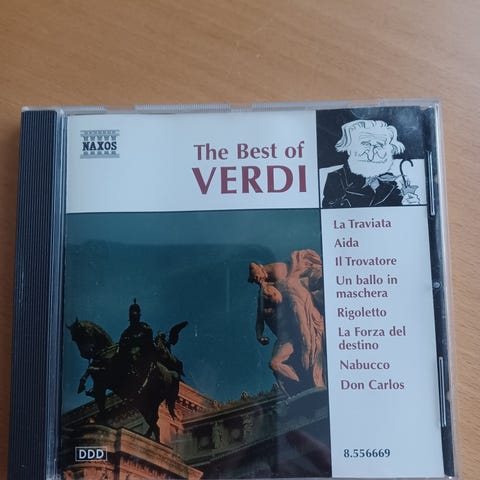 NAXOS
The Best of
VERDI
La Traviata
Aida
Il Trovatore
Un ballo in
maschera
Rigoletto
La Forza del
destino
Nabucco
Don Carlos
DDD
8.556669